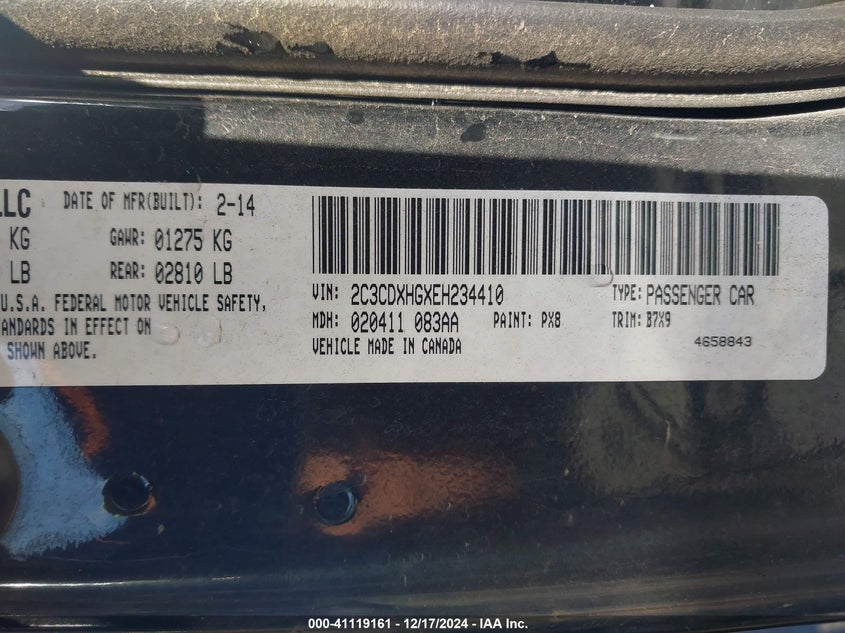 LLC DATE OF MFR(BUILT): 2-14
KG GAWR: 01275 KG
LB REAR: 02810 LB
U.S.A. FEDERAL MOTOR VEHICLE SAFETY,
STANDARDS IN EFFECT ON
SHOWN ABOVE.
VIN: 2C3CDXHGXEH234410 TYPE: PASSENGER CAR
MDH: 020411 083AA PAINT: PX8 TRIM: B7X9
VEHICLE MADE IN CANADA 4658843
000-41119161 - 12/17/2024 - IAA Inc.